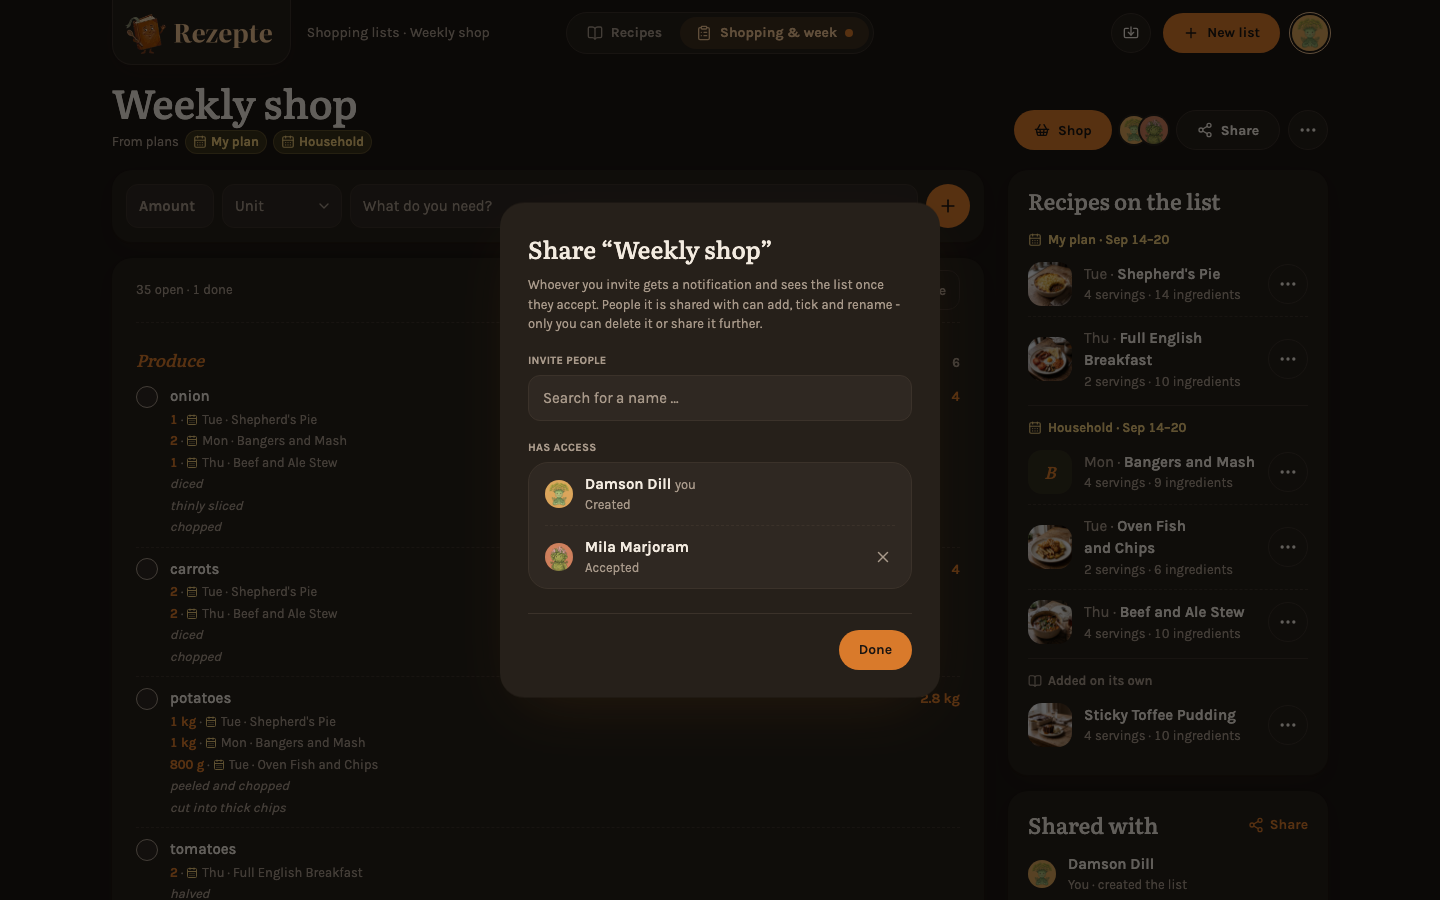 Rezepte
Shopping lists · Weekly shop
Recipes
Shopping & week
New list
Weekly shop
From plans
My plan
Household
Shop
Share
Amount
Unit
What do you need?
35 open · 1 done
Produce
6
onion
4
1 · Tue · Shepherd's Pie
2 · Mon · Bangers and Mash
1 · Thu · Beef and Ale Stew
diced
thinly sliced
chopped
carrots
4
2 · Tue · Shepherd's Pie
2 · Thu · Beef and Ale Stew
diced
chopped
potatoes
2.8 kg
1 kg · Tue · Shepherd's Pie
1 kg · Mon · Bangers and Mash
800 g · Tue · Oven Fish and Chips
peeled and chopped
cut into thick chips
tomatoes
2 · Thu · Full English Breakfast
halved
Share “Weekly shop”
Whoever you invite gets a notification and sees the list once
they accept. People it is shared with can add, tick and rename -
only you can delete it or share it further.
INVITE PEOPLE
Search for a name …
HAS ACCESS
Damson Dill you
Created
Mila Marjoram
Accepted
Done
Recipes on the list
My plan · Sep 14–20
Tue · Shepherd's Pie
4 servings · 14 ingredients
Thu · Full English
Breakfast
2 servings · 10 ingredients
Household · Sep 14–20
B
Mon · Bangers and Mash
4 servings · 9 ingredients
Tue · Oven Fish
and Chips
2 servings · 6 ingredients
Thu · Beef and Ale Stew
4 servings · 10 ingredients
Added on its own
Sticky Toffee Pudding
4 servings · 10 ingredients
Shared with
Share
Damson Dill
You · created the list